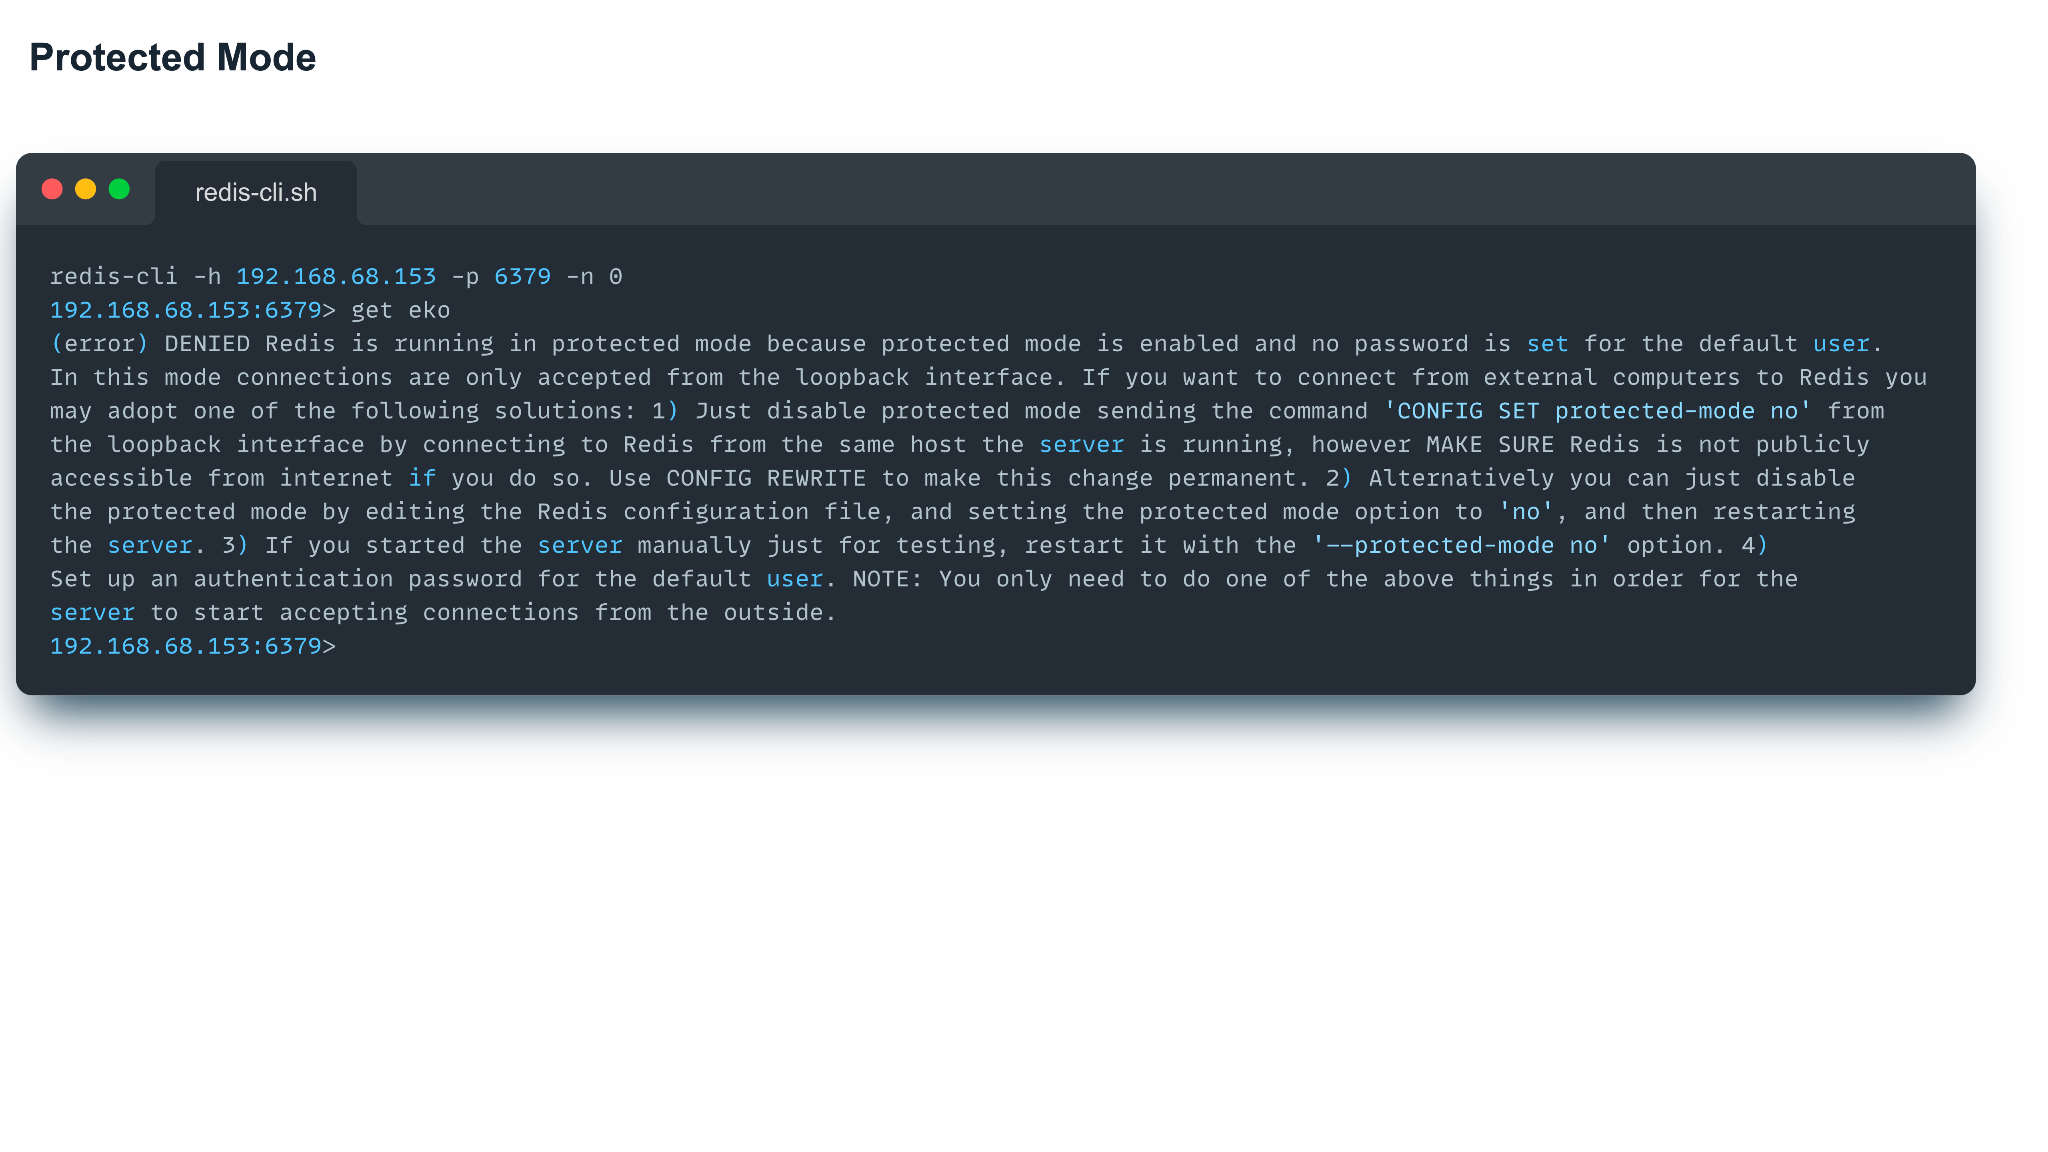 Protected Mode
redis-cli.sh
redis-cli -h 192.168.68.153 -p 6379 -n 0
192.168.68.153:6379> get eko
(error) DENIED Redis is running in protected mode because protected mode is enabled and no password is set for the default user.
In this mode connections are only accepted from the loopback interface. If you want to connect from external computers to Redis you
may adopt one of the following solutions: 1) Just disable protected mode sending the command 'CONFIG SET protected-mode no' from
the loopback interface by connecting to Redis from the same host the server is running, however MAKE SURE Redis is not publicly
accessible from internet if you do so. Use CONFIG REWRITE to make this change permanent. 2) Alternatively you can just disable
the protected mode by editing the Redis configuration file, and setting the protected mode option to 'no', and then restarting
the server. 3) If you started the server manually just for testing, restart it with the '--protected-mode no' option. 4)
Set up an authentication password for the default user. NOTE: You only need to do one of the above things in order for the
server to start accepting connections from the outside.
192.168.68.153:6379>